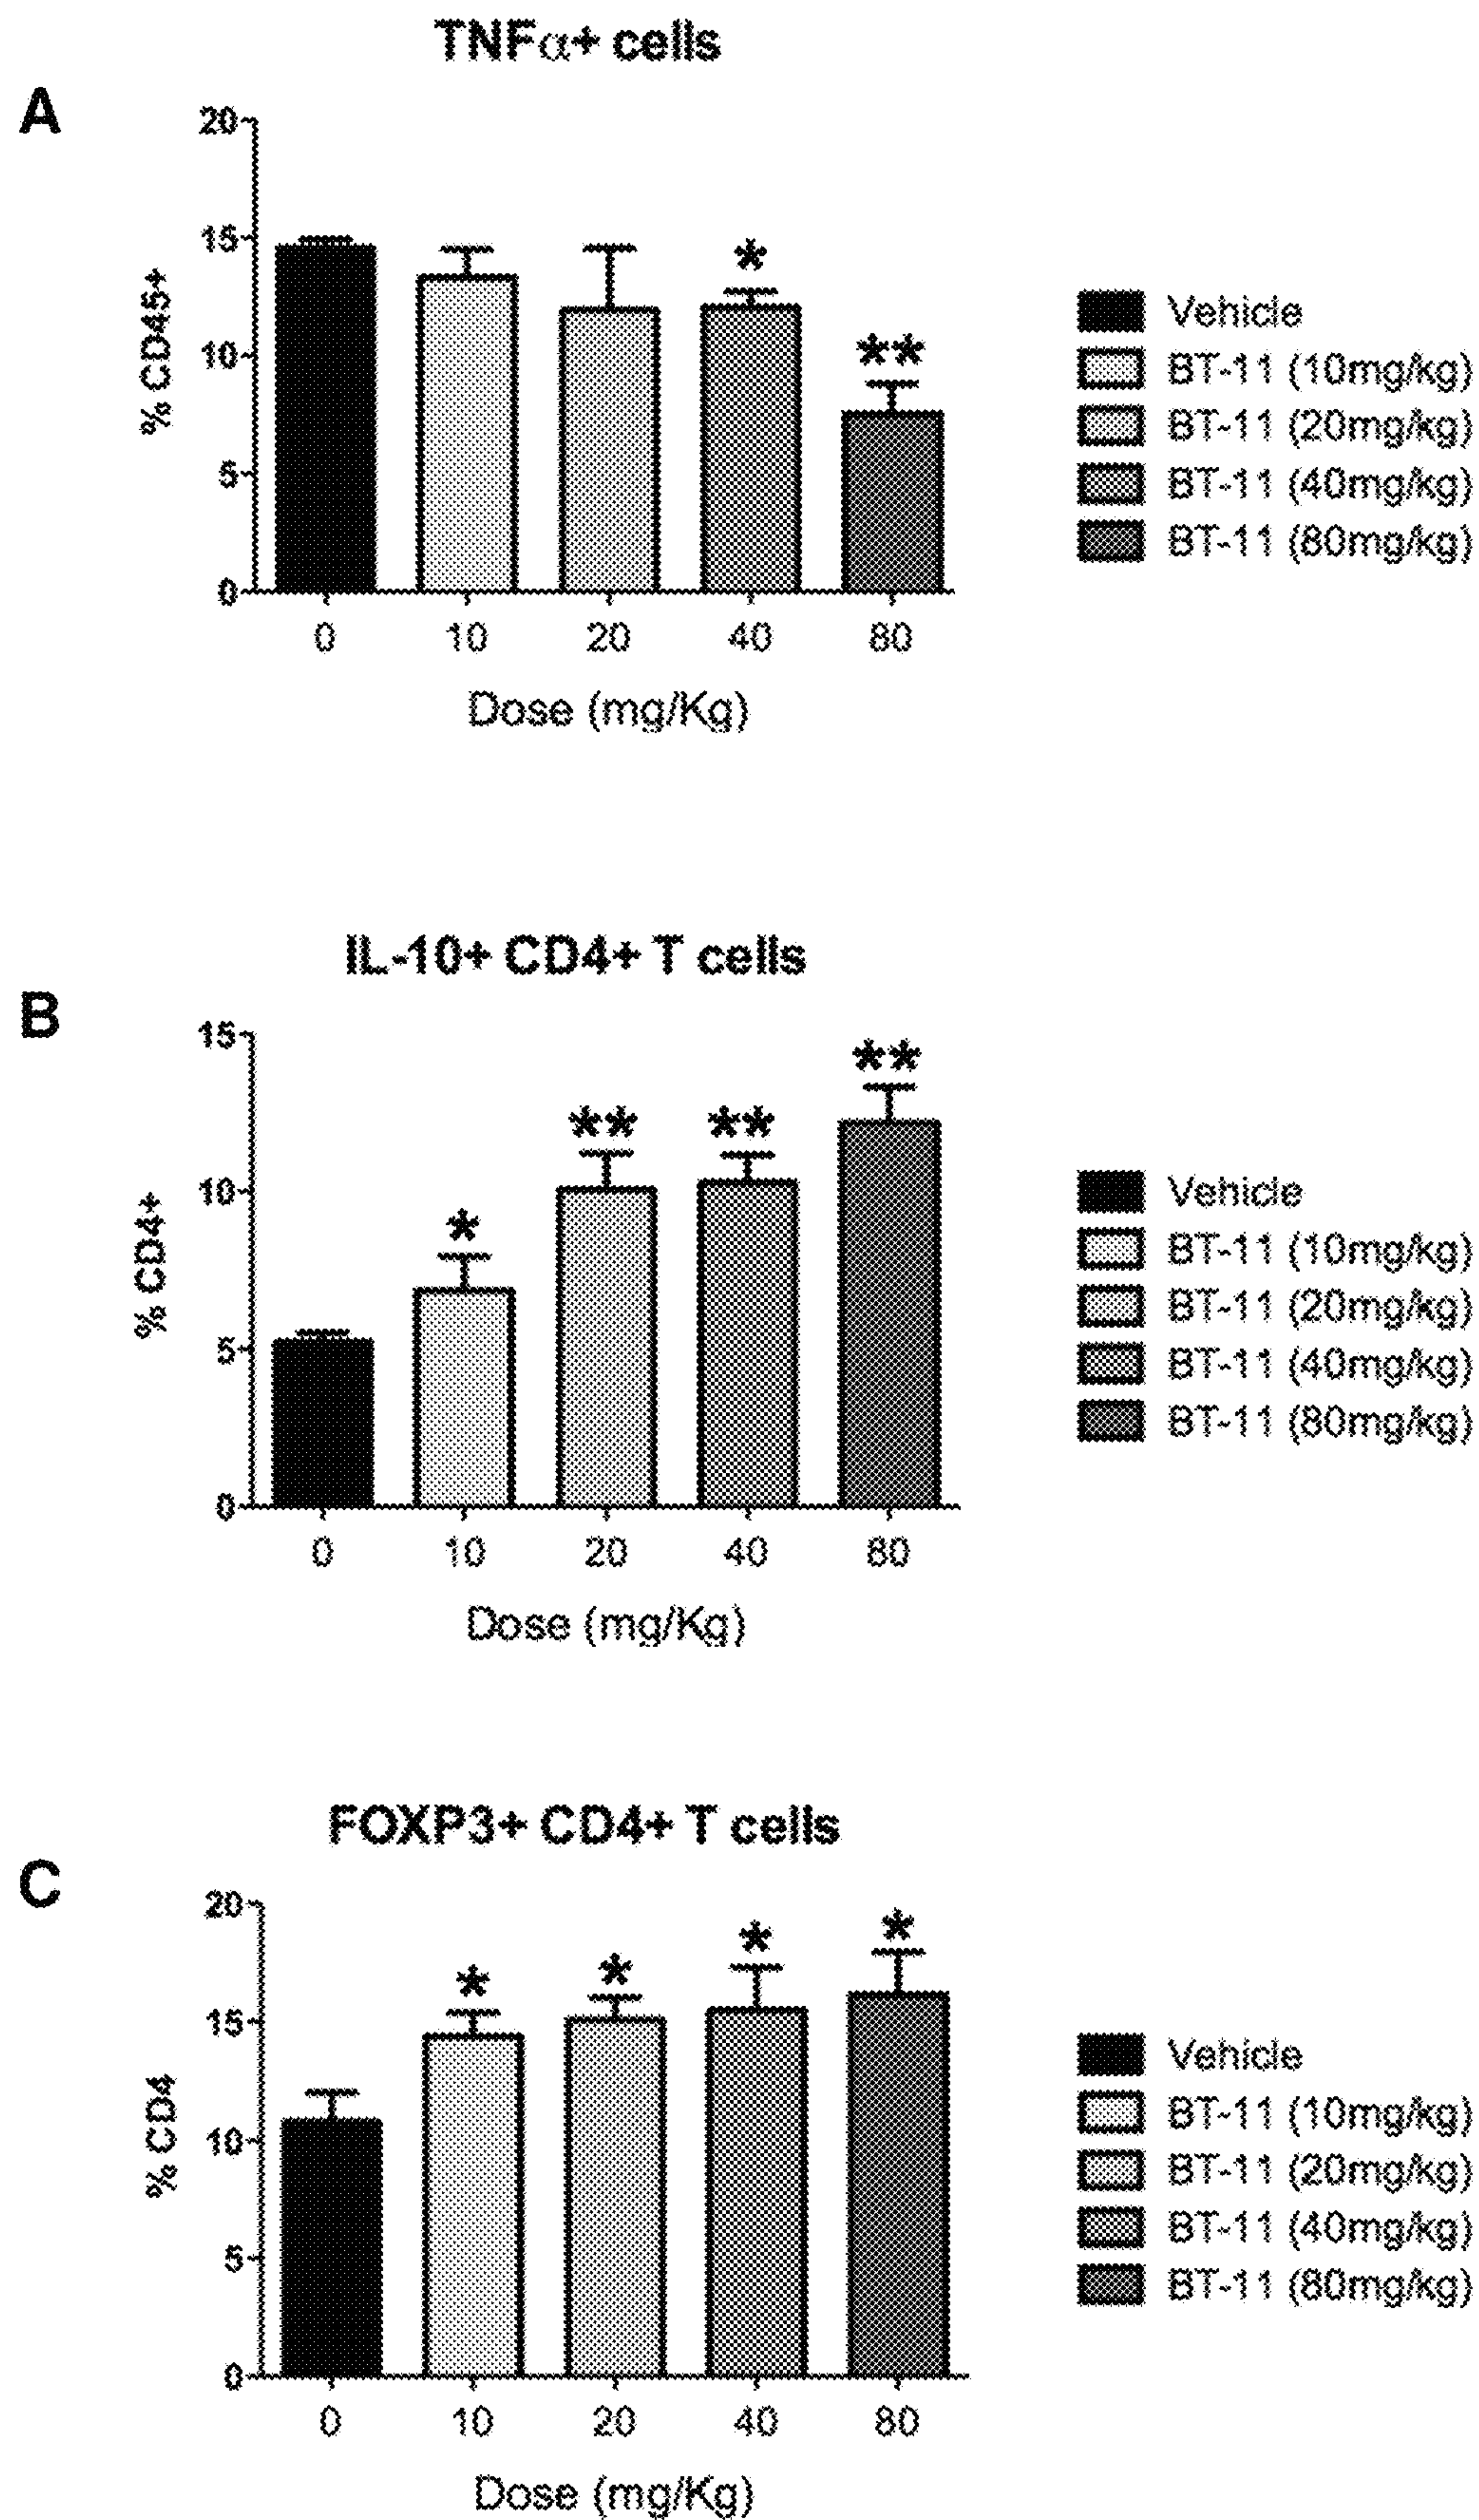 TNFα+ cells
A
20
15
10
5
0
% CD45+
*
**
0 10 20 40 80
Dose (mg/Kg)
Vehicle
BT-11 (10mg/kg)
BT-11 (20mg/kg)
BT-11 (40mg/kg)
BT-11 (80mg/kg)
IL-10+ CD4+ T cells
B
15
10
5
0
% CD4+
*
**
**
**
0 10 20 40 80
Dose (mg/Kg)
Vehicle
BT-11 (10mg/kg)
BT-11 (20mg/kg)
BT-11 (40mg/kg)
BT-11 (80mg/kg)
FOXP3+ CD4+ T cells
C
20
15
10
5
0
% CD4
*
*
*
*
0 10 20 40 80
Dose (mg/Kg)
Vehicle
BT-11 (10mg/kg)
BT-11 (20mg/kg)
BT-11 (40mg/kg)
BT-11 (80mg/kg)